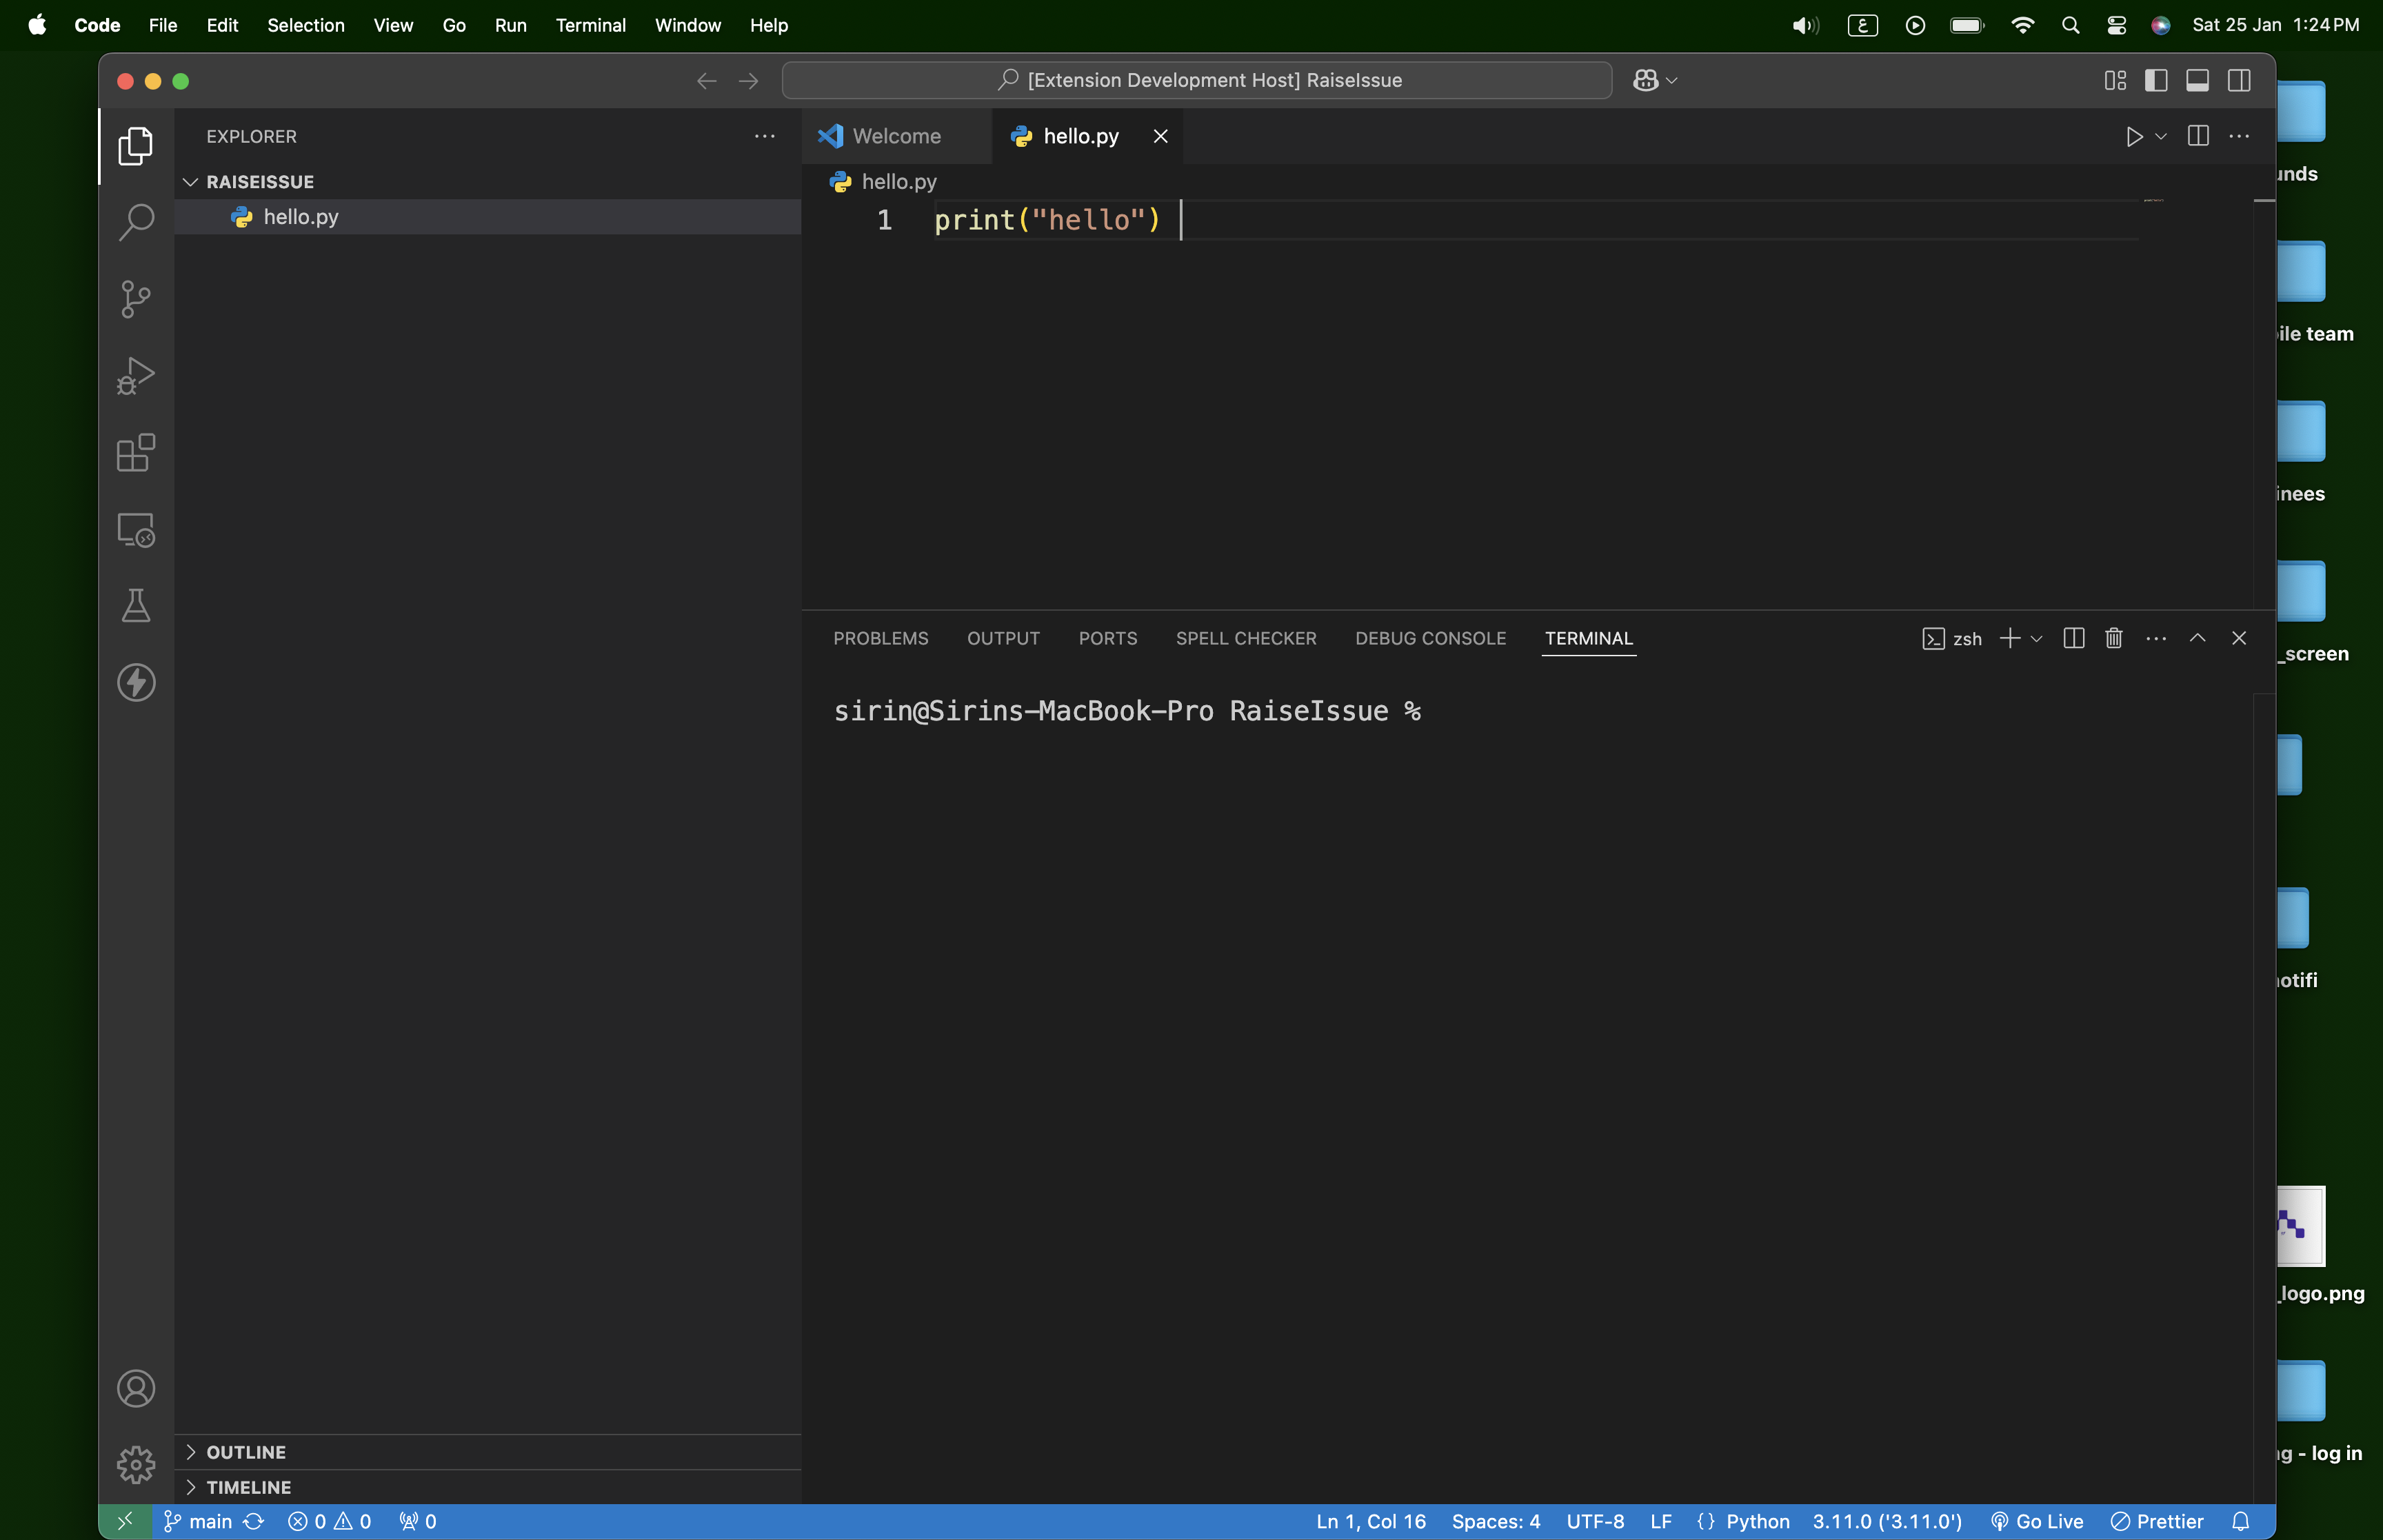 Code File Edit Selection View Go Run Terminal Window Help
ع
Sat 25 Jan 1:24 PM
[Extension Development Host] RaiseIssue
EXPLORER
RAISEISSUE
hello.py
OUTLINE
TIMELINE
Welcome hello.py
hello.py
1 print("hello")
PROBLEMS OUTPUT PORTS SPELL CHECKER DEBUG CONSOLE TERMINAL
zsh
sirin@Sirins-MacBook-Pro RaiseIssue %
main 0 0 0
Ln 1, Col 16 Spaces: 4 UTF-8 LF {} Python 3.11.0 ('3.11.0') Go Live Prettier
team
_screen
_logo.png
- log in